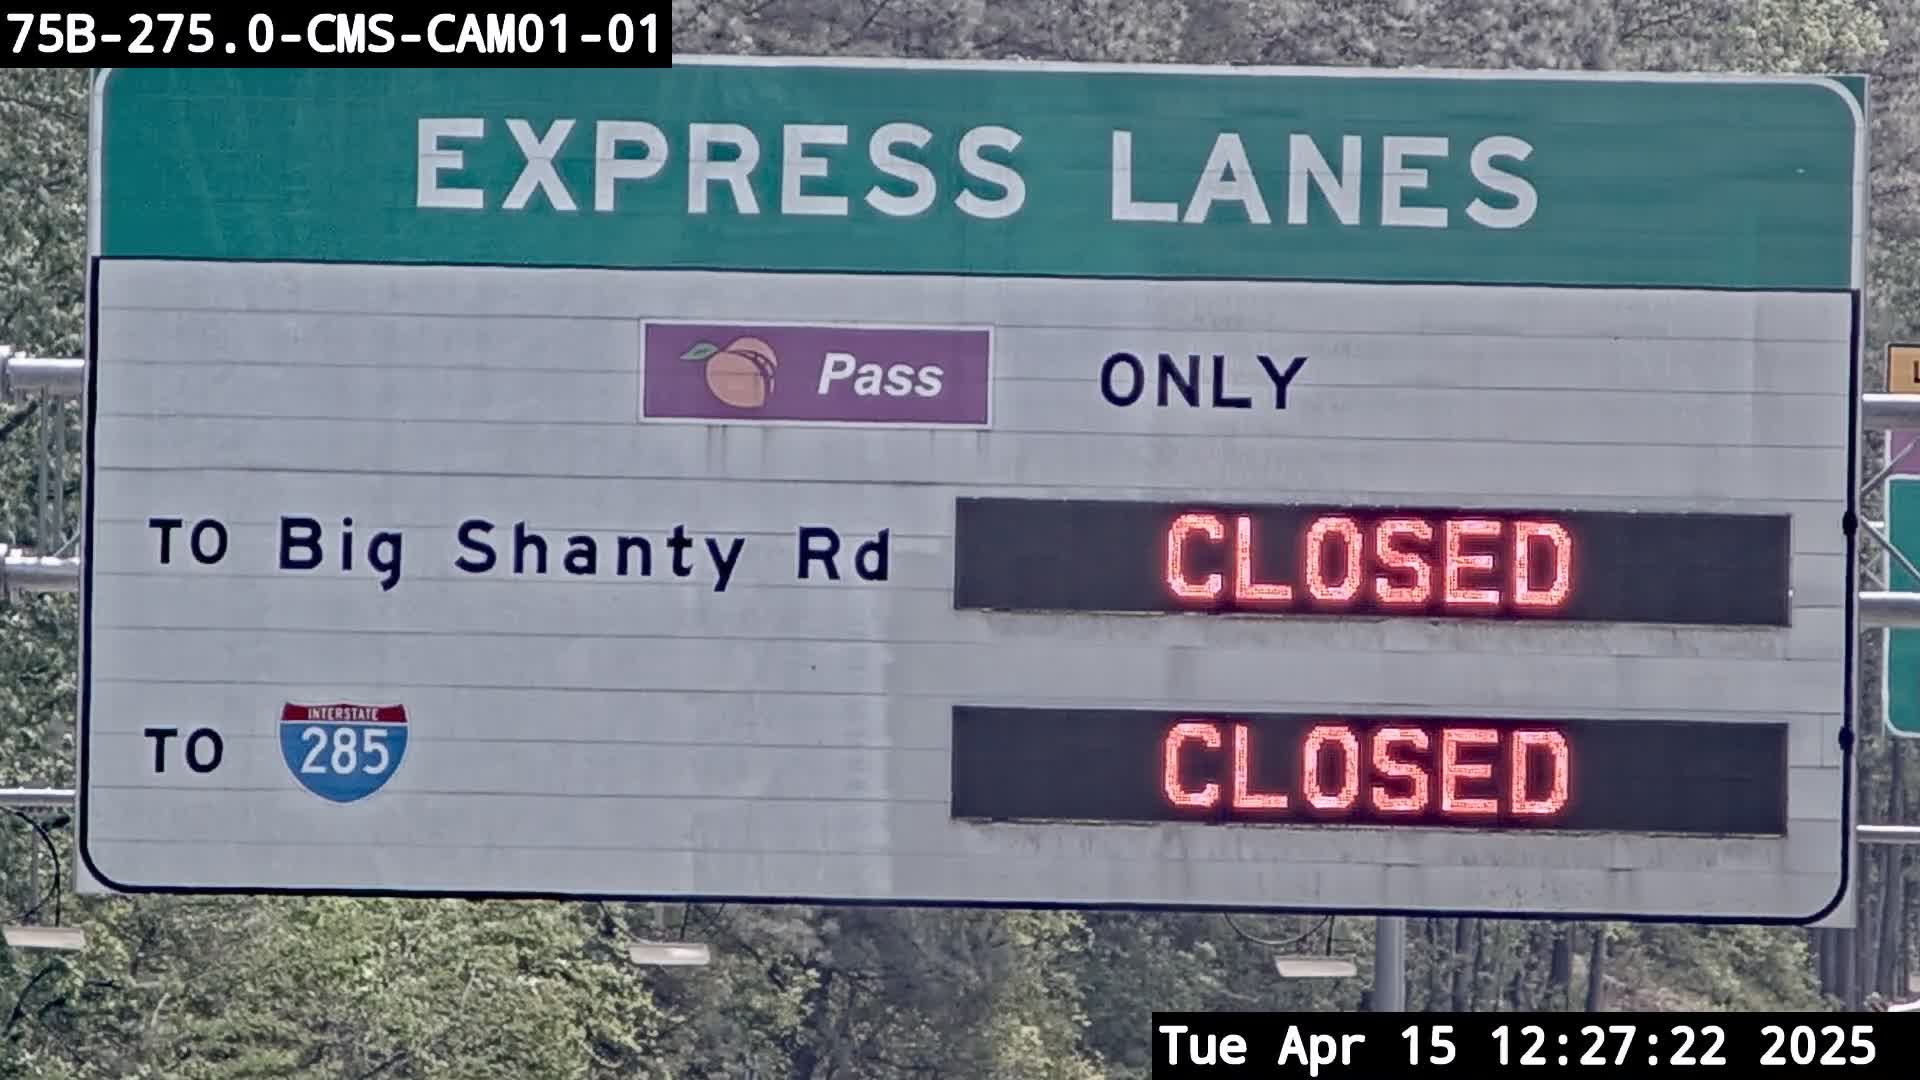 75B-275.0-CMS-CAM01-01
EXPRESS LANES
Pass ONLY
TO Big Shanty Rd CLOSED
TO INTERSTATE 285 CLOSED
Tue Apr 15 12:27:22 2025